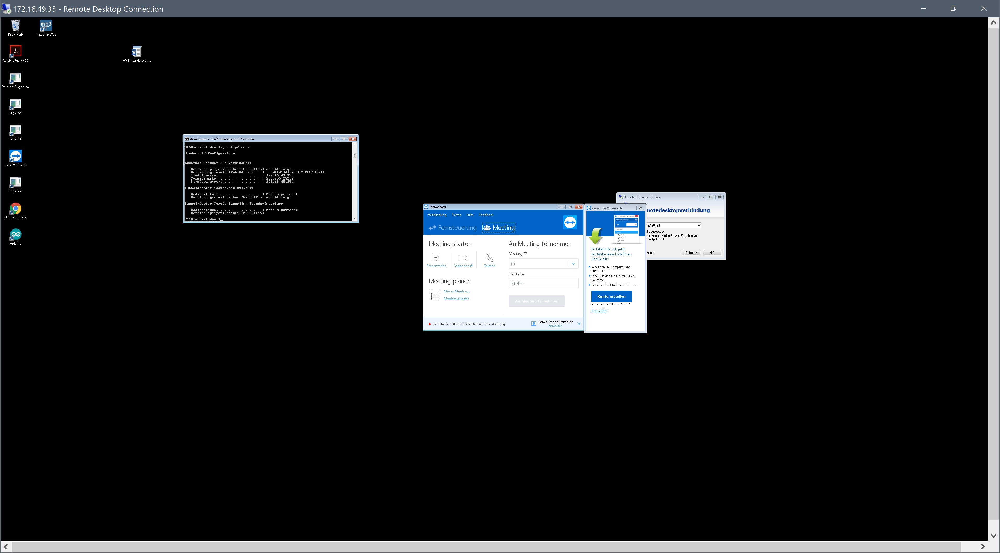 172.16.49.35 - Remote Desktop Connection
Papierkorb
mp3
mp3DirectCut
Acrobat Reader DC
HWE_Standardvorl...
Deutsch-Diagnose...
Eagle 5.X
Eagle 6.X
TeamViewer 12
Eagle 7.X
Google Chrome
Arduino
Administrator: C:\Windows\system32\cmd.exe
C:\Users\Student>ipconfig/renew
Windows-IP-Konfiguration
Ethernet-Adapter LAN-Verbindung:
Verbindungsspezifisches DNS-Suffix: edu.htl.org
Verbindungslokale IPv6-Adresse . : fe80::d14d:b7ca:9149:f516%11
IPv4-Adresse . . . . . . . . . . : 172.16.49.35
Subnetzmaske . . . . . . . . . . : 255.255.252.0
Standardgateway . . . . . . . . . : 172.16.48.254
Tunneladapter isatap.edu.htl.org:
Medienstatus. . . . . . . . . . . : Medium getrennt
Verbindungsspezifisches DNS-Suffix: edu.htl.org
Tunneladapter Teredo Tunneling Pseudo-Interface:
Medienstatus. . . . . . . . . . . : Medium getrennt
Verbindungsspezifisches DNS-Suffix:
C:\Users\Student>_
TeamViewer
Verbindung Extras Hilfe Feedback
Fernsteuerung Meeting
Meeting starten
Präsentation
Videoanruf
Telefon
Meeting planen
Meine Meetings
Meeting planen
An Meeting teilnehmen
Meeting-ID
m
Ihr Name
Stefan
An Meeting teilnehmen
Nicht bereit. Bitte prüfen Sie Ihre Internetverbindung
Computer & Kontakte
Anmelden
Computer & Kontakte
Computers & Contacts
George
Erstellen Sie sich jetzt
kostenlos eine Liste Ihrer
Computer.
Verwalten Sie Computer und
Kontakte
Sehen Sie den Onlinestatus Ihrer
Kontakte
Tauschen Sie Chatnachrichten aus
Konto erstellen
Sie haben bereits ein Konto?
Anmelden
Remotedesktopverbindung
motedesktopverbindung
6.160.191
ht angegeben
Verbindung werden Sie zum Eingeben von
n aufgefordert.
nden
Verbinden
Hilfe